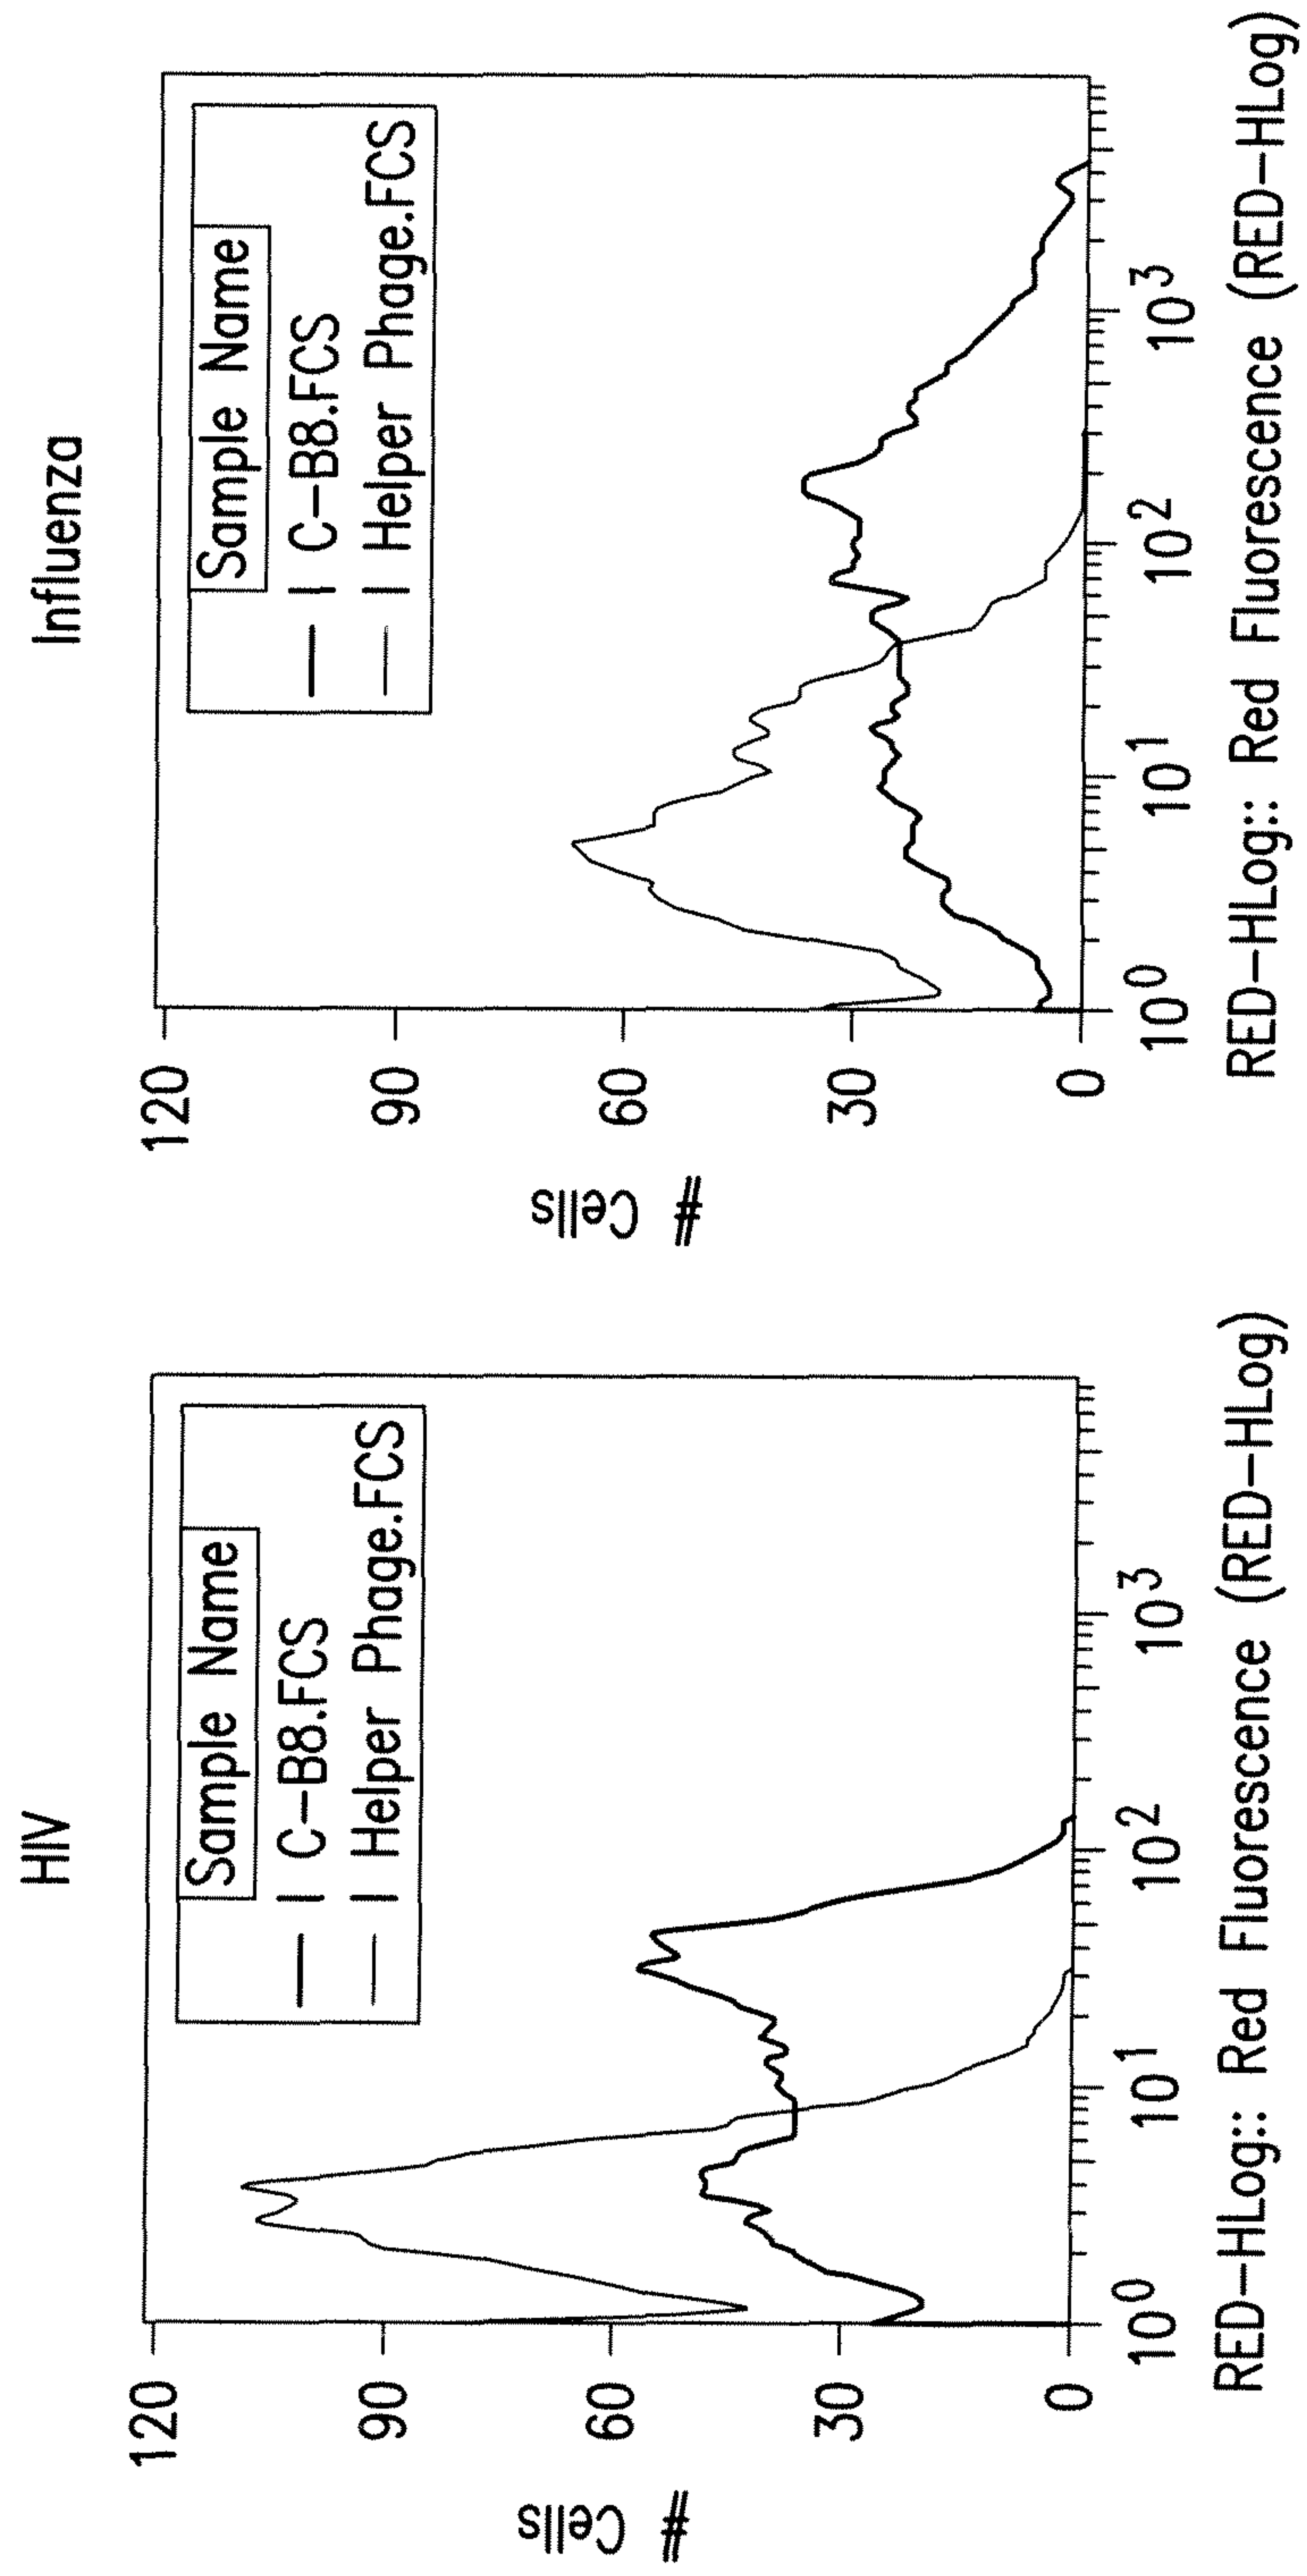 HIV
# Cells
120
90
60
30
0
Sample Name
C-B8.FCS
Helper Phage.FCS
10^0
10^1
10^2
10^3
RED-HLog:: Red Fluorescence (RED-HLog)
Influenza
# Cells
120
90
60
30
0
Sample Name
C-B8.FCS
Helper Phage.FCS
10^0
10^1
10^2
10^3
RED-HLog:: Red Fluorescence (RED-HLog)